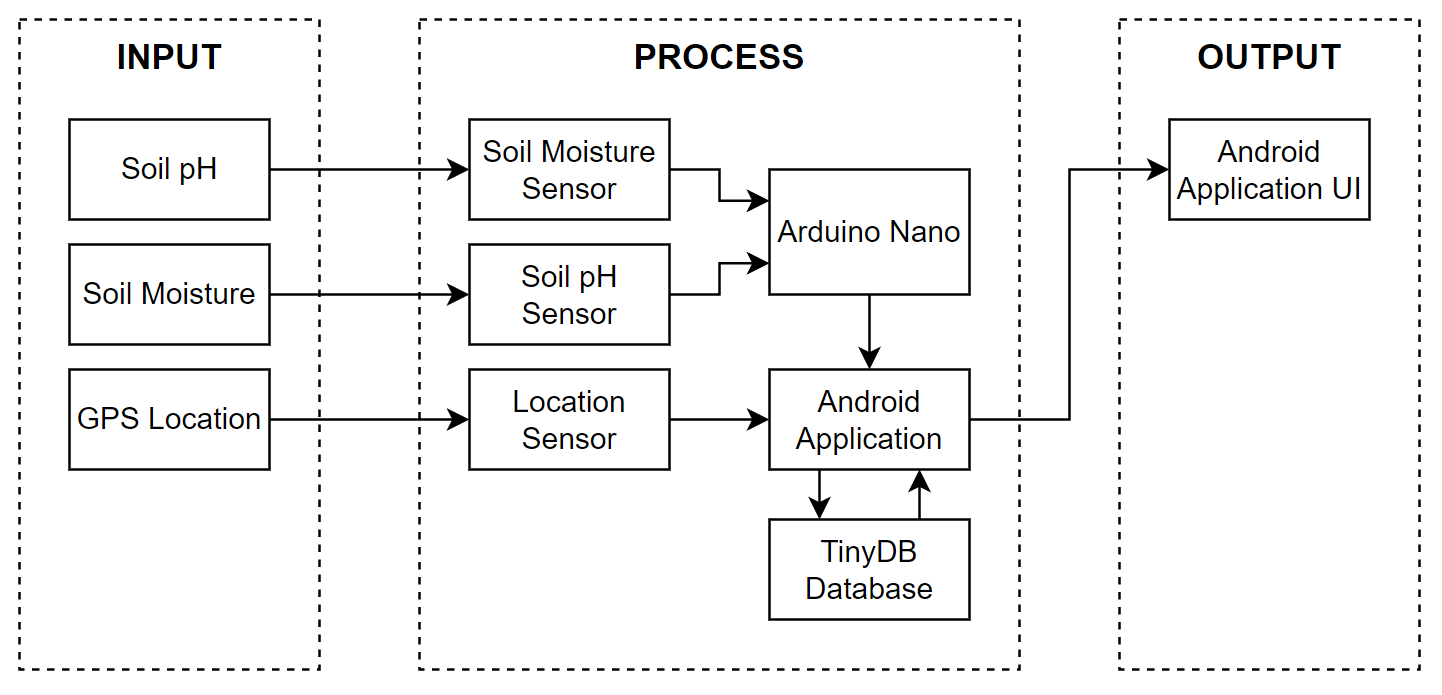 INPUT
Soil pH
Soil Moisture
GPS Location
PROCESS
Soil Moisture
Sensor
Soil pH
Sensor
Location
Sensor
Arduino Nano
Android
Application
TinyDB
Database
OUTPUT
Android
Application UI